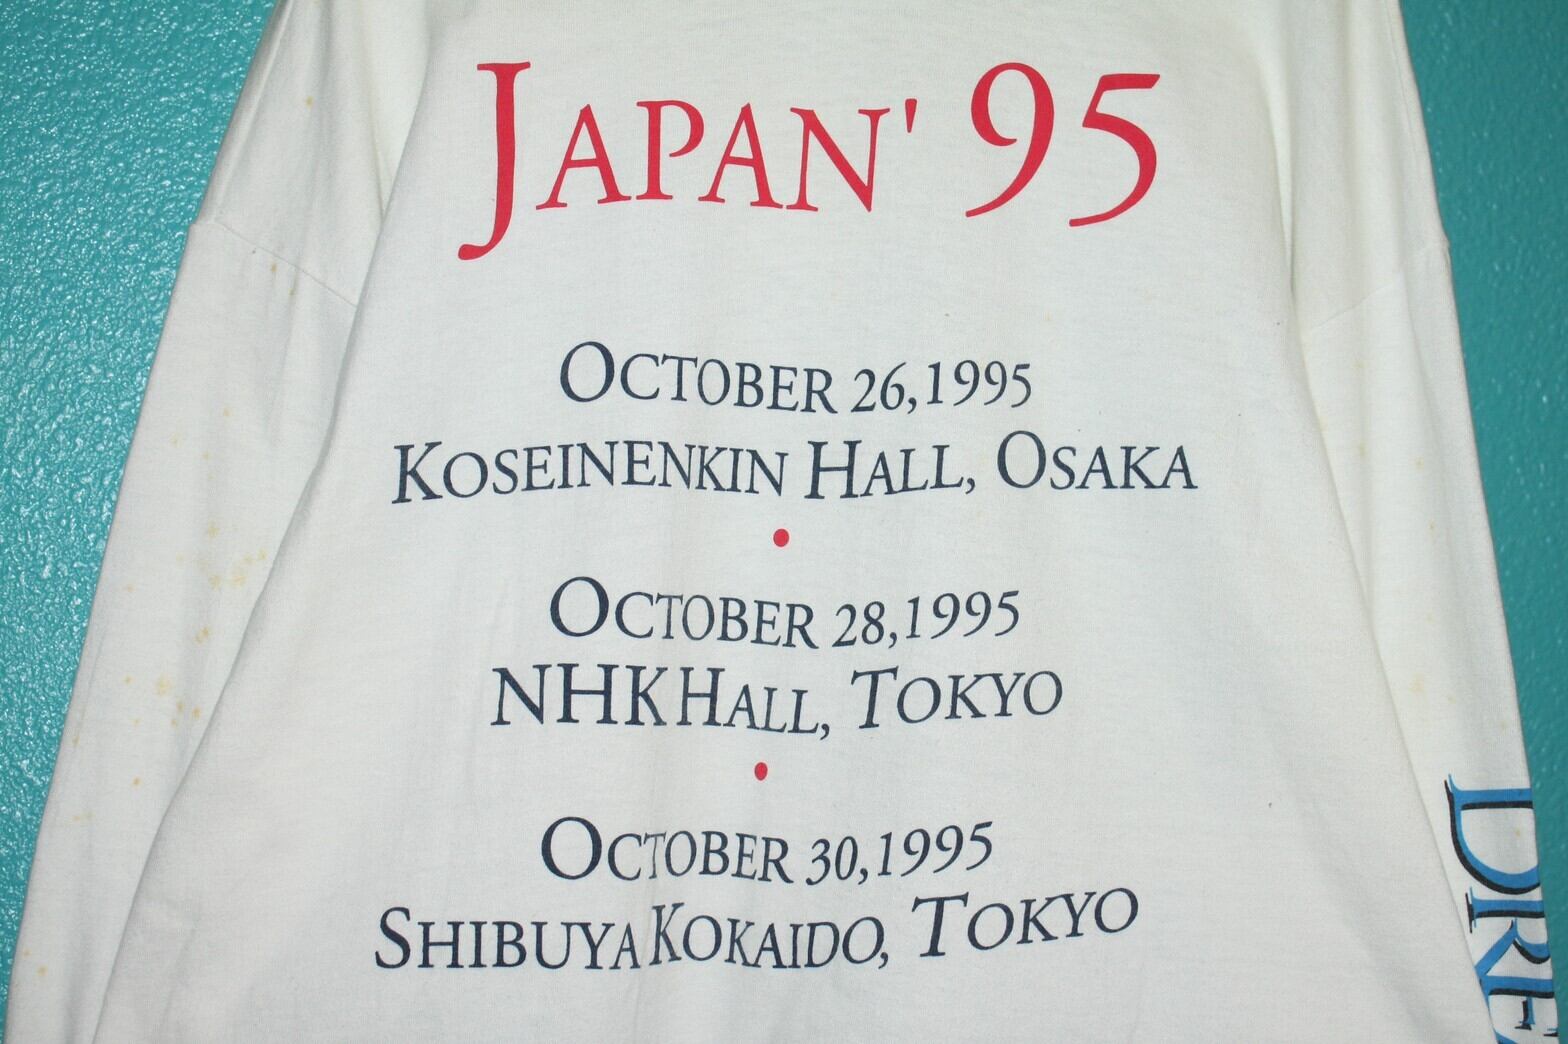 JAPAN' 95
OCTOBER 26,1995
KOSEINENKIN HALL, OSAKA
OCTOBER 28,1995
NHK HALL, TOKYO
OCTOBER 30,1995
SHIBUYA KOKAIDO, TOKYO